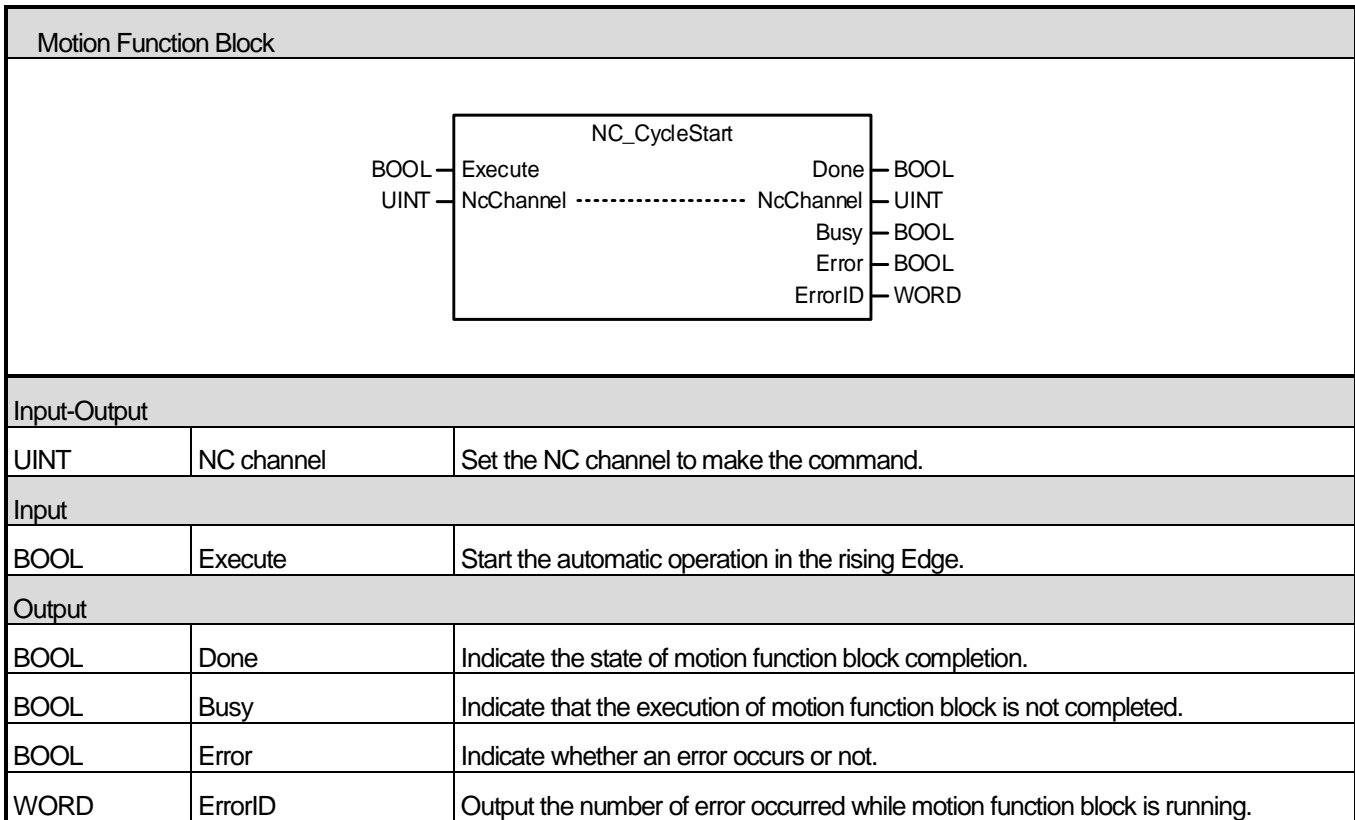 Motion Function Block
NC_CycleStart
BOOL Execute Done BOOL
UINT NcChannel NcChannel UINT
Busy BOOL
Error BOOL
ErrorID WORD
Input-Output
UINT NC channel Set the NC channel to make the command.
Input
BOOL Execute Start the automatic operation in the rising Edge.
Output
BOOL Done Indicate the state of motion function block completion.
BOOL Busy Indicate that the execution of motion function block is not completed.
BOOL Error Indicate whether an error occurs or not.
WORD ErrorID Output the number of error occurred while motion function block is running.